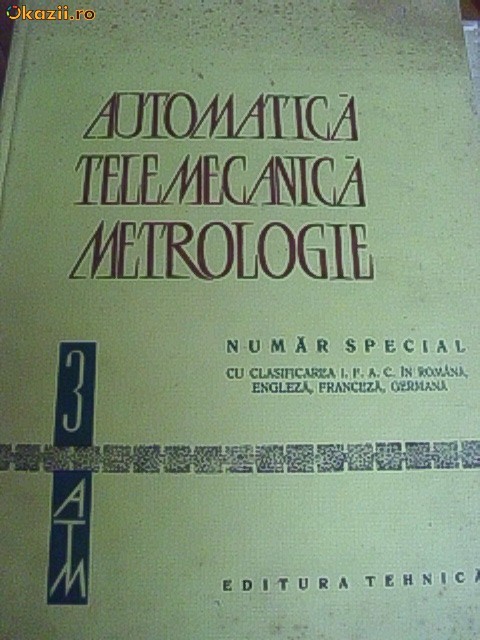 Okazii.ro
AUTOMATICĂ
TELEMECANICĂ
METROLOGIE
NUMĂR SPECIAL
CU CLASIFICAREA I. F. A. C. ÎN ROMÂNĂ,
ENGLEZĂ, FRANCEZĂ, GERMANĂ
3
ATM
EDITURA TEHNICĂ